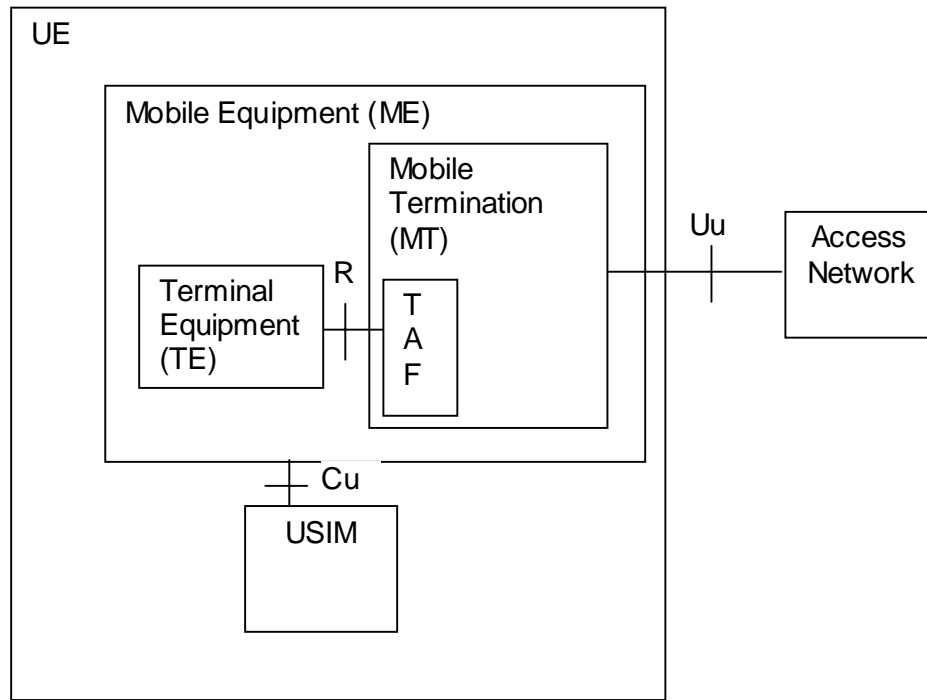 UE
Mobile Equipment (ME)
Mobile
Termination
(MT)
Uu
Access
Network
R
Terminal
Equipment
(TE)
T
A
F
Cu
USIM